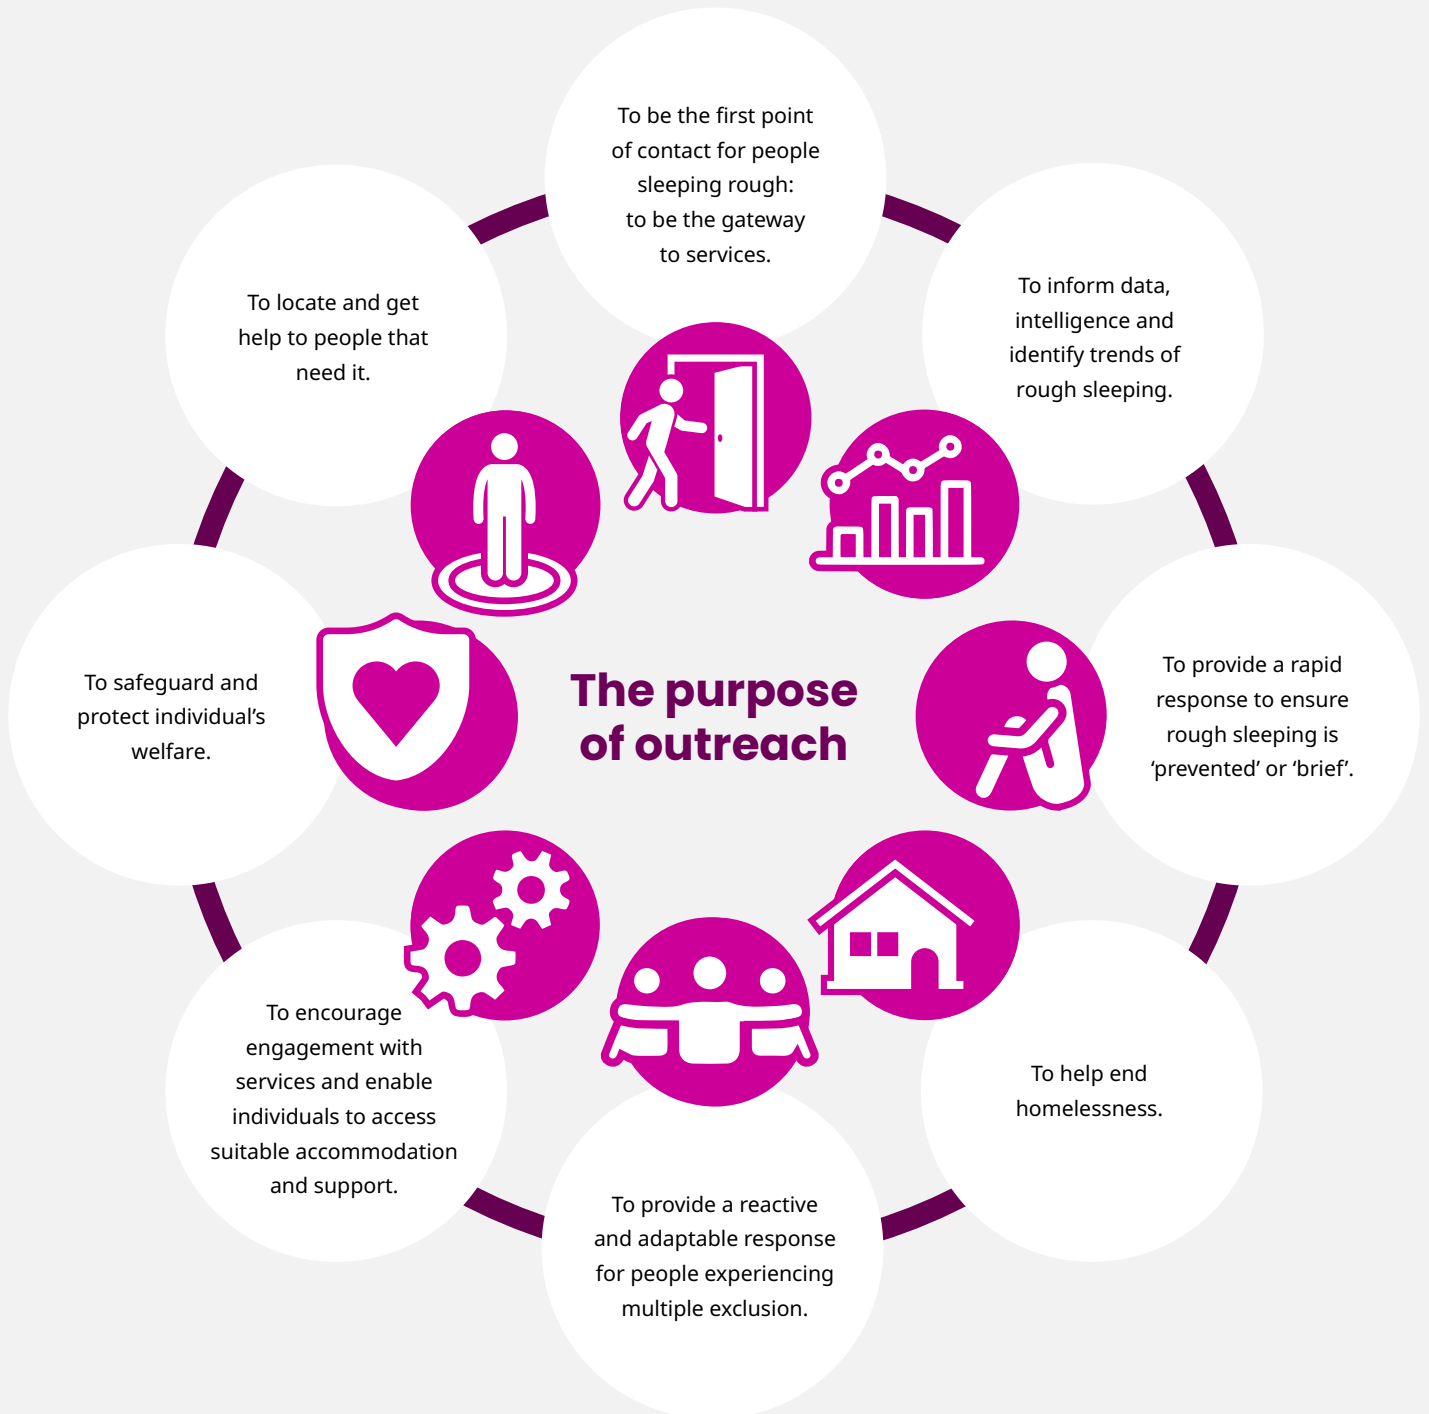 To be the first point
of contact for people
sleeping rough:
to be the gateway
to services.
To inform data,
intelligence and
identify trends of
rough sleeping.
To provide a rapid
response to ensure
rough sleeping is
‘prevented’ or ‘brief’.
To help end
homelessness.
To provide a reactive
and adaptable response
for people experiencing
multiple exclusion.
To encourage
engagement with
services and enable
individuals to access
suitable accommodation
and support.
To safeguard and
protect individual’s
welfare.
To locate and get
help to people that
need it.
The purpose
of outreach